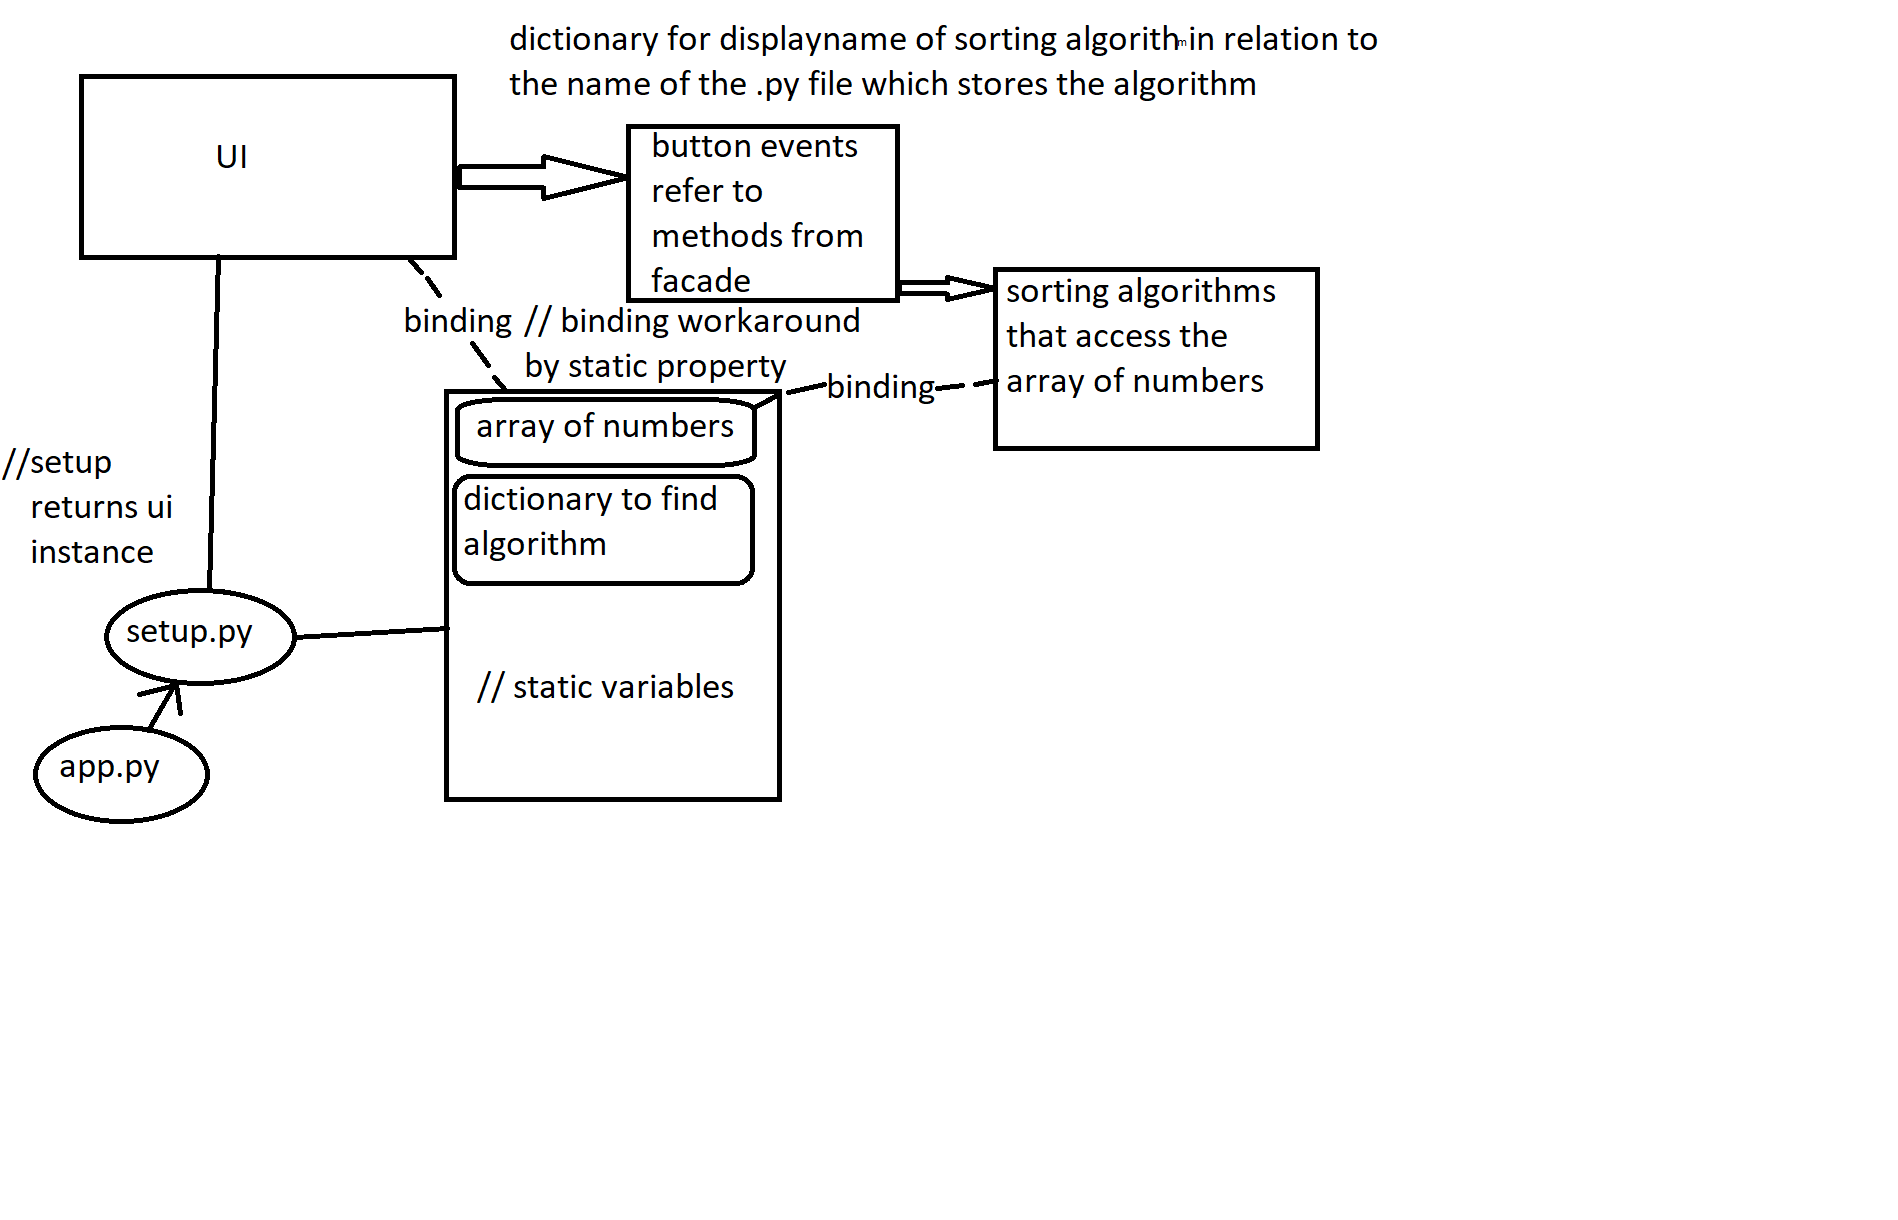 dictionary for displayname of sorting algorithm in relation to
the name of the .py file which stores the algorithm
UI
button events
refer to
methods from
facade
sorting algorithms
that access the
array of numbers
binding // binding workaround
by static property
binding
array of numbers
dictionary to find
algorithm
//setup
returns ui
instance
setup.py
// static variables
app.py